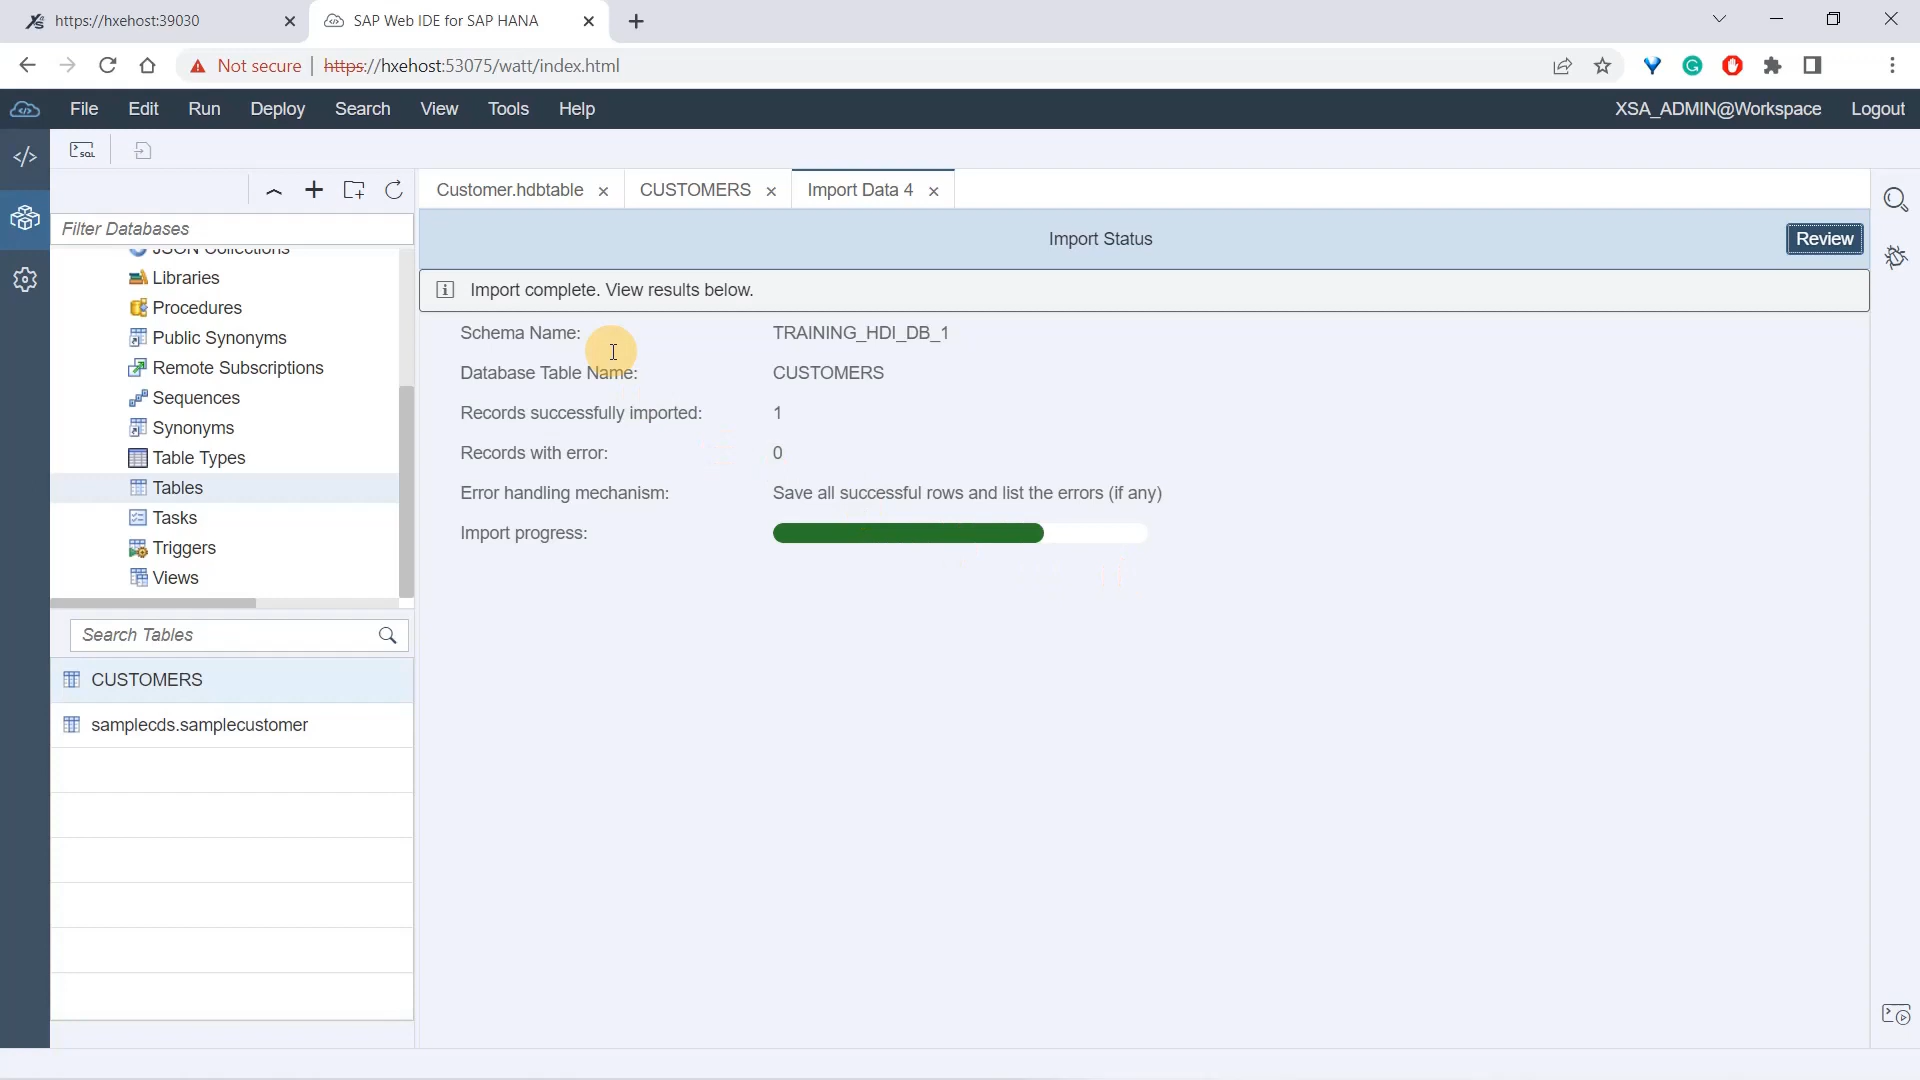 https://hxehost:39030
SAP Web IDE for SAP HANA
Not secure
https://hxehost:53075/watt/index.html
File Edit Run Deploy Search View Tools Help
XSA_ADMIN@Workspace Logout
SQL
Customer.hdbtable
CUSTOMERS
Import Data 4
Filter Databases
JSON Collections
Libraries
Procedures
Public Synonyms
Remote Subscriptions
Sequences
Synonyms
Table Types
Tables
Tasks
Triggers
Views
Search Tables
CUSTOMERS
samplecds.samplecustomer
Import Status
Review
Import complete. View results below.
Schema Name: TRAINING_HDI_DB_1
Database Table Name: CUSTOMERS
Records successfully imported: 1
Records with error: 0
Error handling mechanism: Save all successful rows and list the errors (if any)
Import progress: